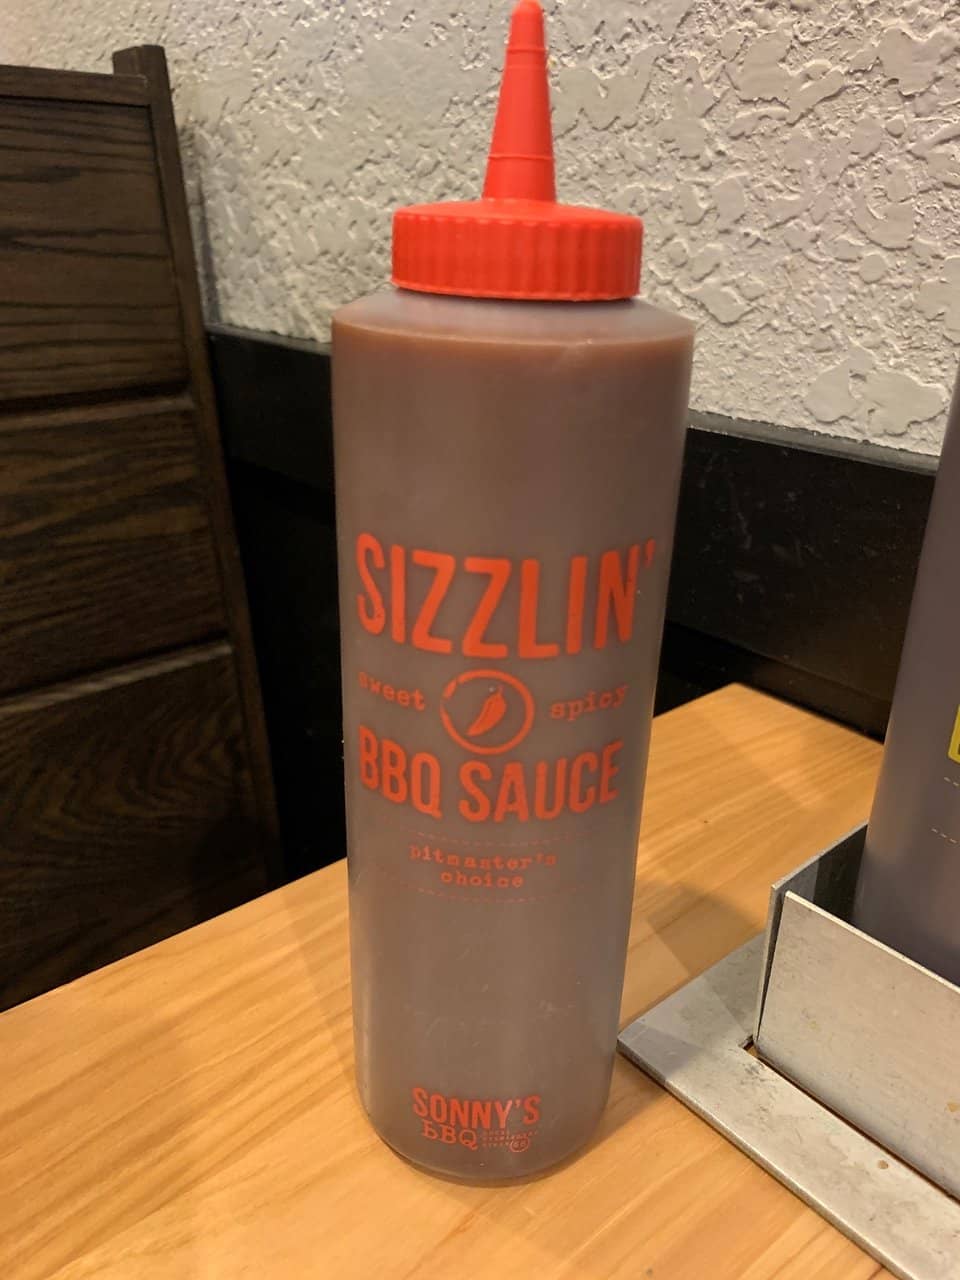 SIZZLIN'
sweet spicy
BBQ SAUCE
pitmaster's
choice
SONNY'S
BBQ